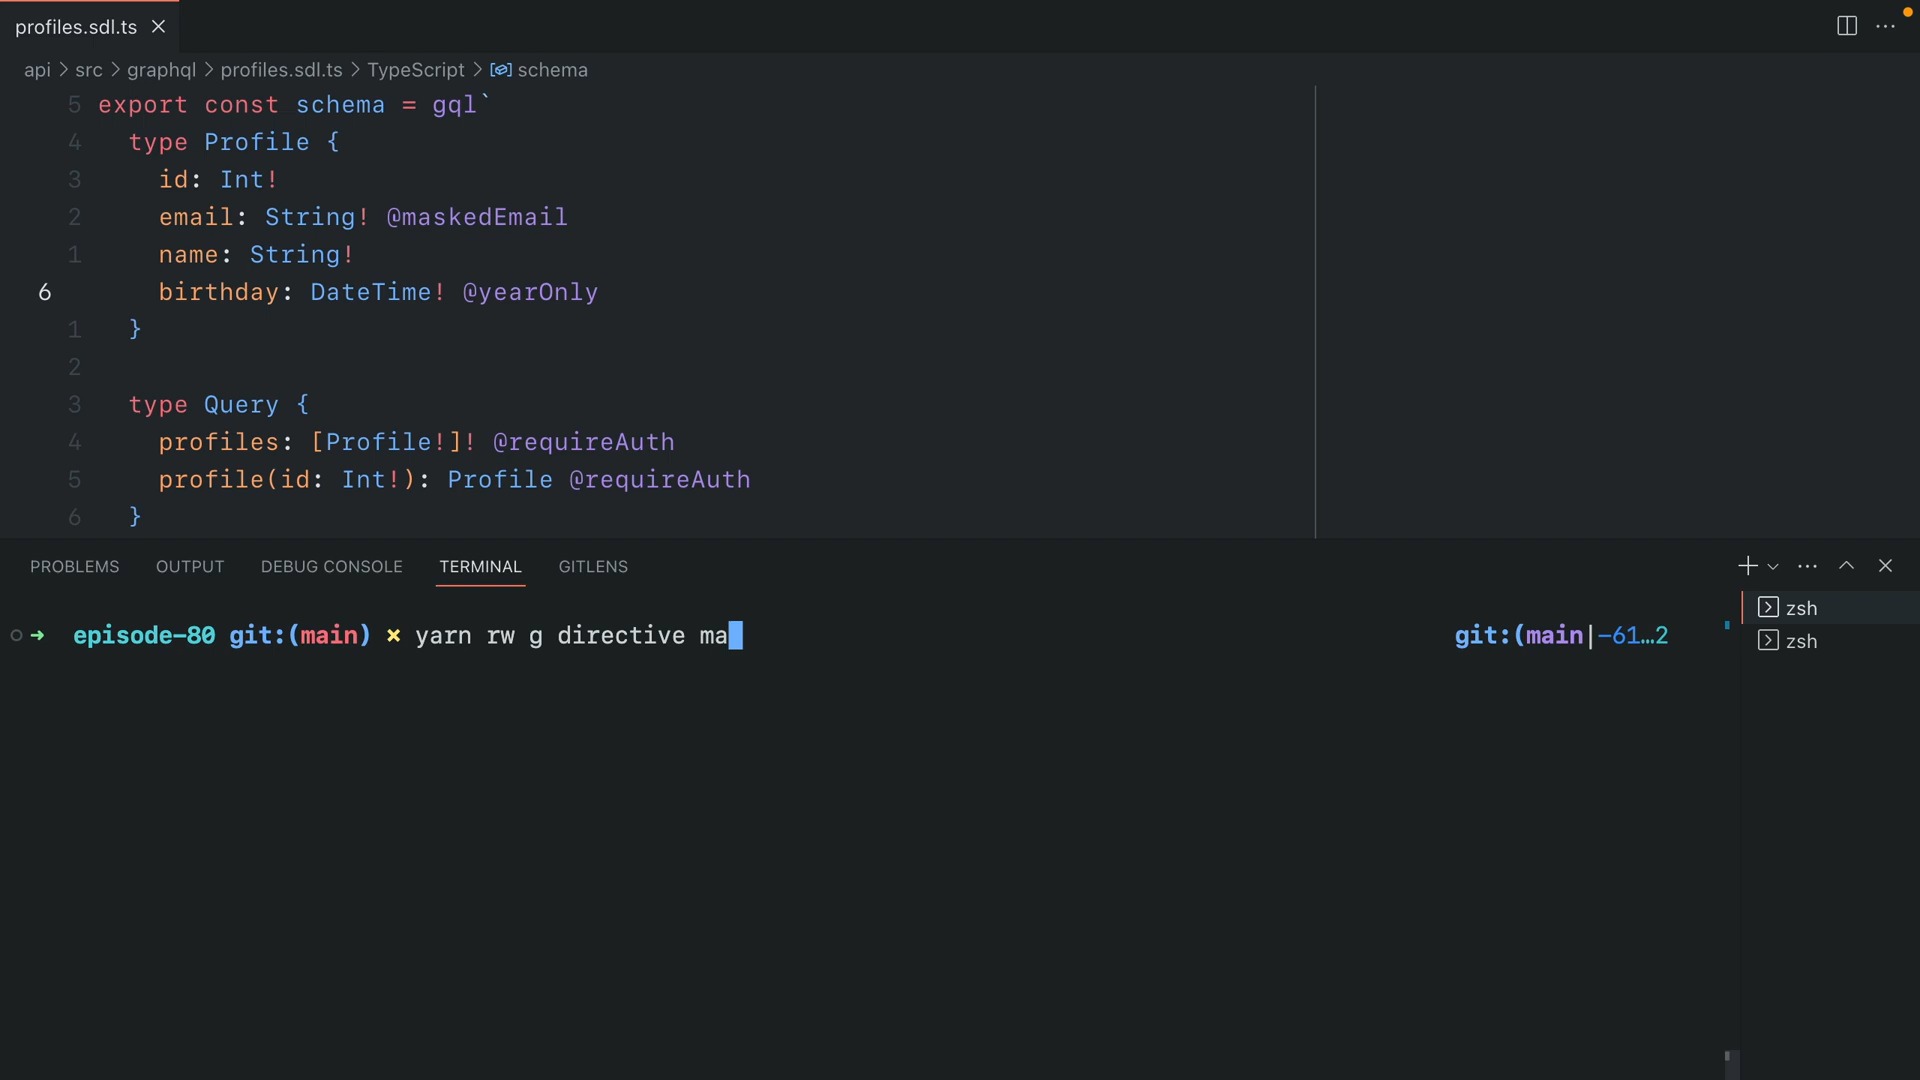 profiles.sdl.ts
api > src > graphql > profiles.sdl.ts > TypeScript > schema
5 export const schema = gql`
4 type Profile {
3 id: Int!
2 email: String! @maskedEmail
1 name: String!
6 birthday: DateTime! @yearOnly
1 }
2
3 type Query {
4 profiles: [Profile!]! @requireAuth
5 profile(id: Int!): Profile @requireAuth
6 }
PROBLEMS OUTPUT DEBUG CONSOLE TERMINAL GITLENS
episode-80 git:(main) × yarn rw g directive ma git:(main|−61…2
zsh
zsh